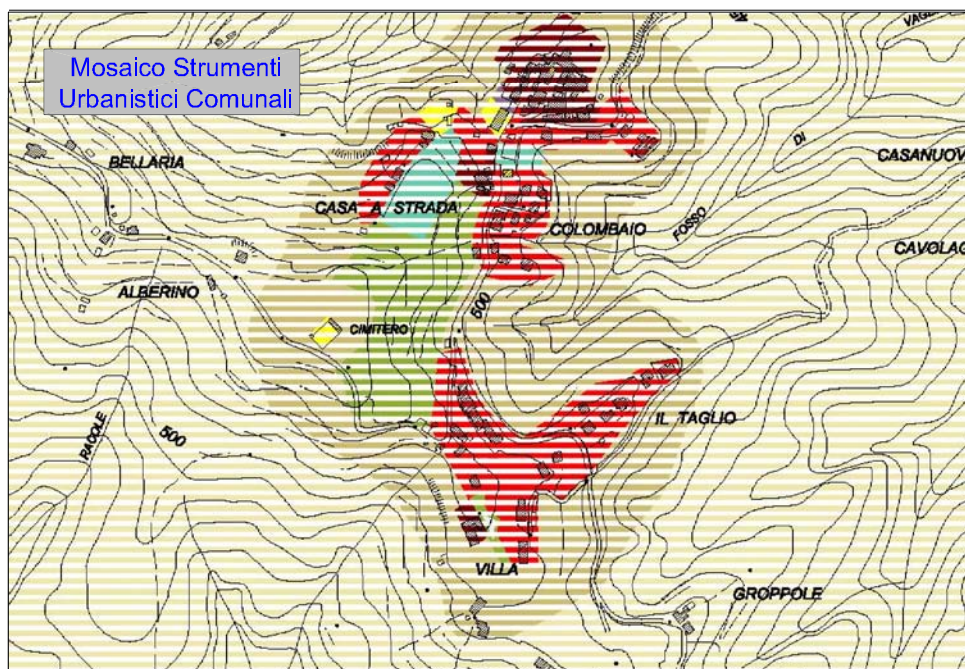 Mosaico Strumenti
Urbanistici Comunali
BELLARIA
CASANUOV
CASA A STRADA
COLOMBAIO
FOSSO
DI
CAVOLAG
ALBERINO
CIMITERO
500
RACOLE
500
IL TAGLIO
VILLA
GROPPOLE